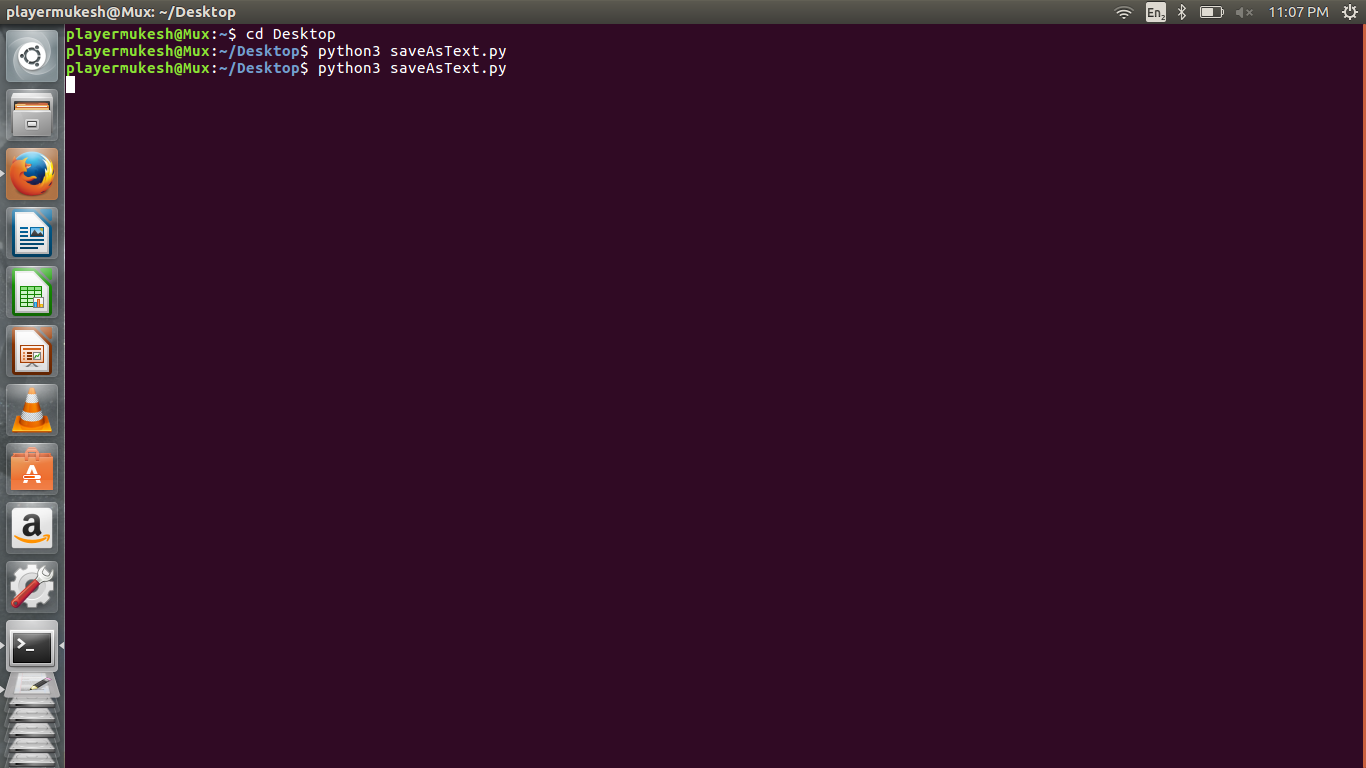 playermukesh@Mux: ~/Desktop
En2
11:07 PM
playermukesh@Mux:~$ cd Desktop
playermukesh@Mux:~/Desktop$ python3 saveAsText.py
playermukesh@Mux:~/Desktop$ python3 saveAsText.py
A
a
>_